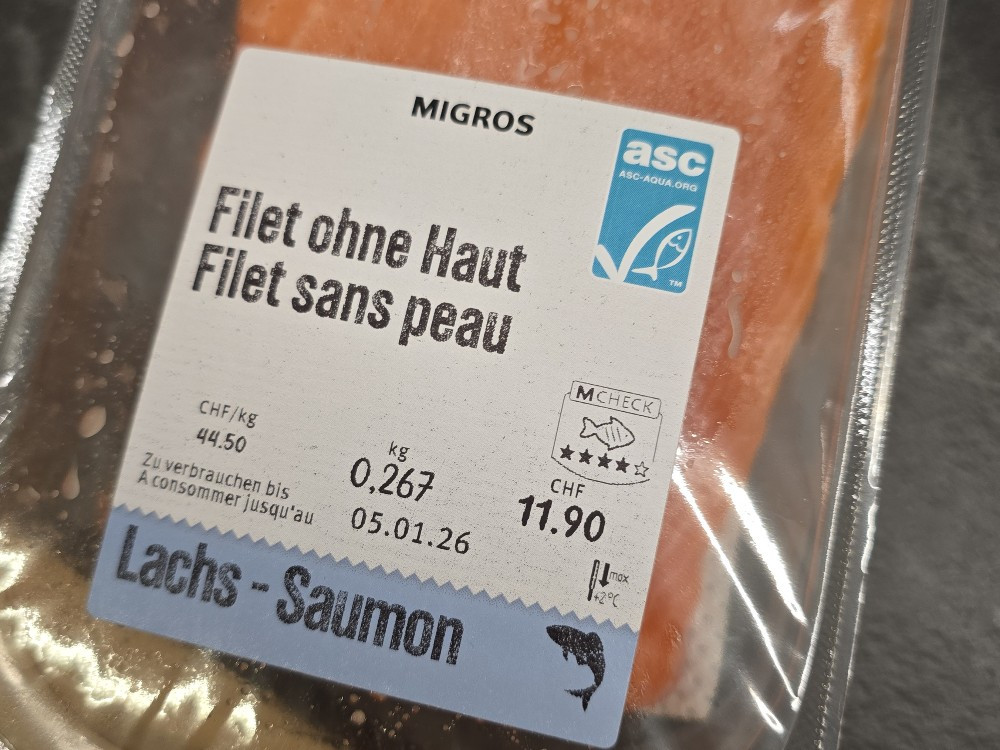 MIGROS
asc
ASC-AQUA.ORG
TM
Filet ohne Haut
Filet sans peau
MCHECK
CHF/kg
44.50
kg
0,267
CHF
11.90
Zu verbrauchen bis
A consommer jusqu'au
05.01.26
max
+2°C
Lachs - Saumon